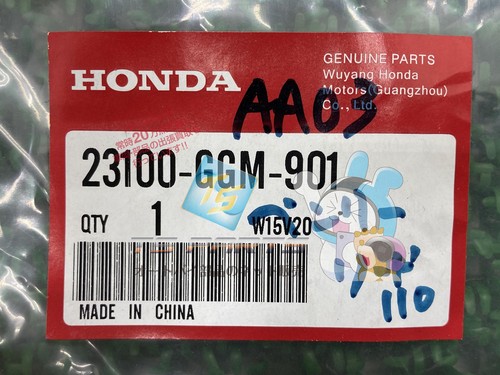 HONDA
GENUINE PARTS
Wuyang Honda
Motors(Guangzhou)
Co., Ltd.
AA03
23100-GGM-901
QTY 1 W15V20
110
MADE IN CHINA